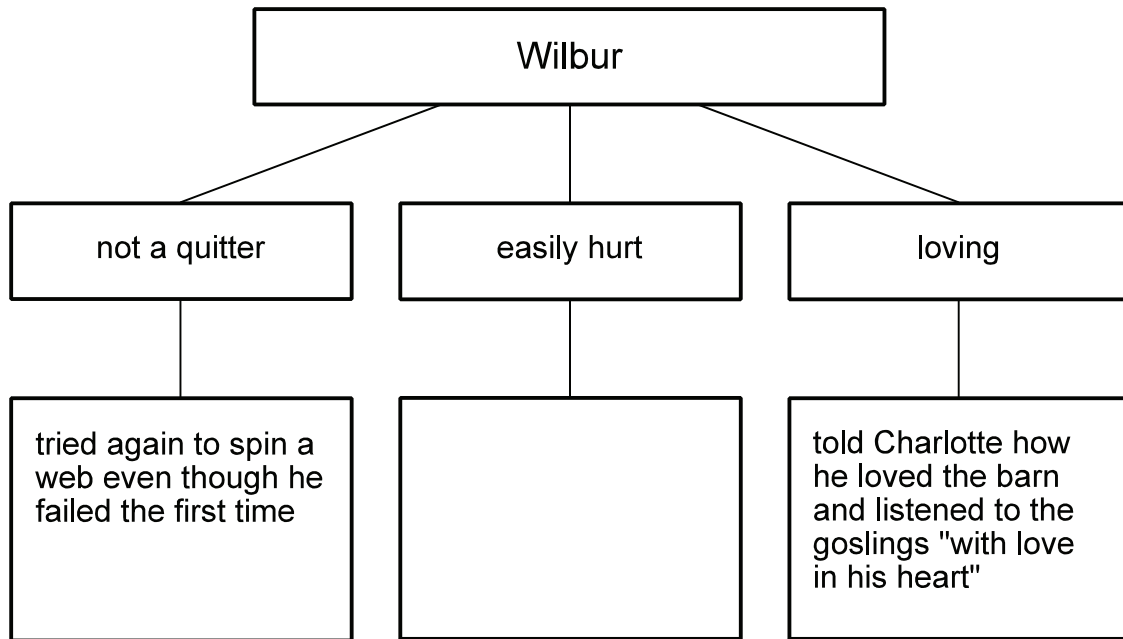 Wilbur
not a quitter
easily hurt
loving
tried again to spin a
web even though he
failed the first time
told Charlotte how
he loved the barn
and listened to the
goslings "with love
in his heart"